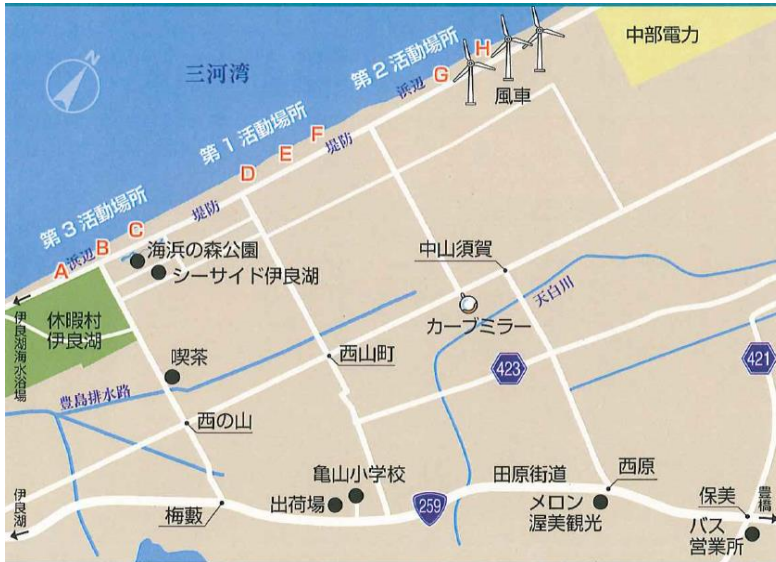 N
三河湾
第2活動場所
中部電力
H
G
浜辺
風車
第1活動場所
F
E
堤防
D
堤防
第3活動場所
C
B
浜辺
A
海浜の森公園
シーサイド伊良湖
中山須賀
天白川
カーブミラー
休暇村
伊良湖
伊良湖海水浴場
喫茶
西山町
423
421
豊島排水路
西の山
亀山小学校
田原街道
西原
伊良湖
梅藪
出荷場
259
メロン
渥美観光
保美
豊橋
バス
営業所